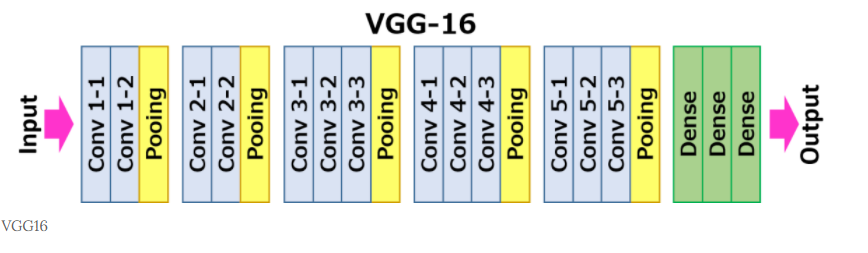 VGG-16
Input
Conv 1-1
Conv 1-2
Pooing
Conv 2-1
Conv 2-2
Pooing
Conv 3-1
Conv 3-2
Conv 3-3
Pooing
Conv 4-1
Conv 4-2
Conv 4-3
Pooing
Conv 5-1
Conv 5-2
Conv 5-3
Pooing
Dense
Dense
Dense
Output
VGG16